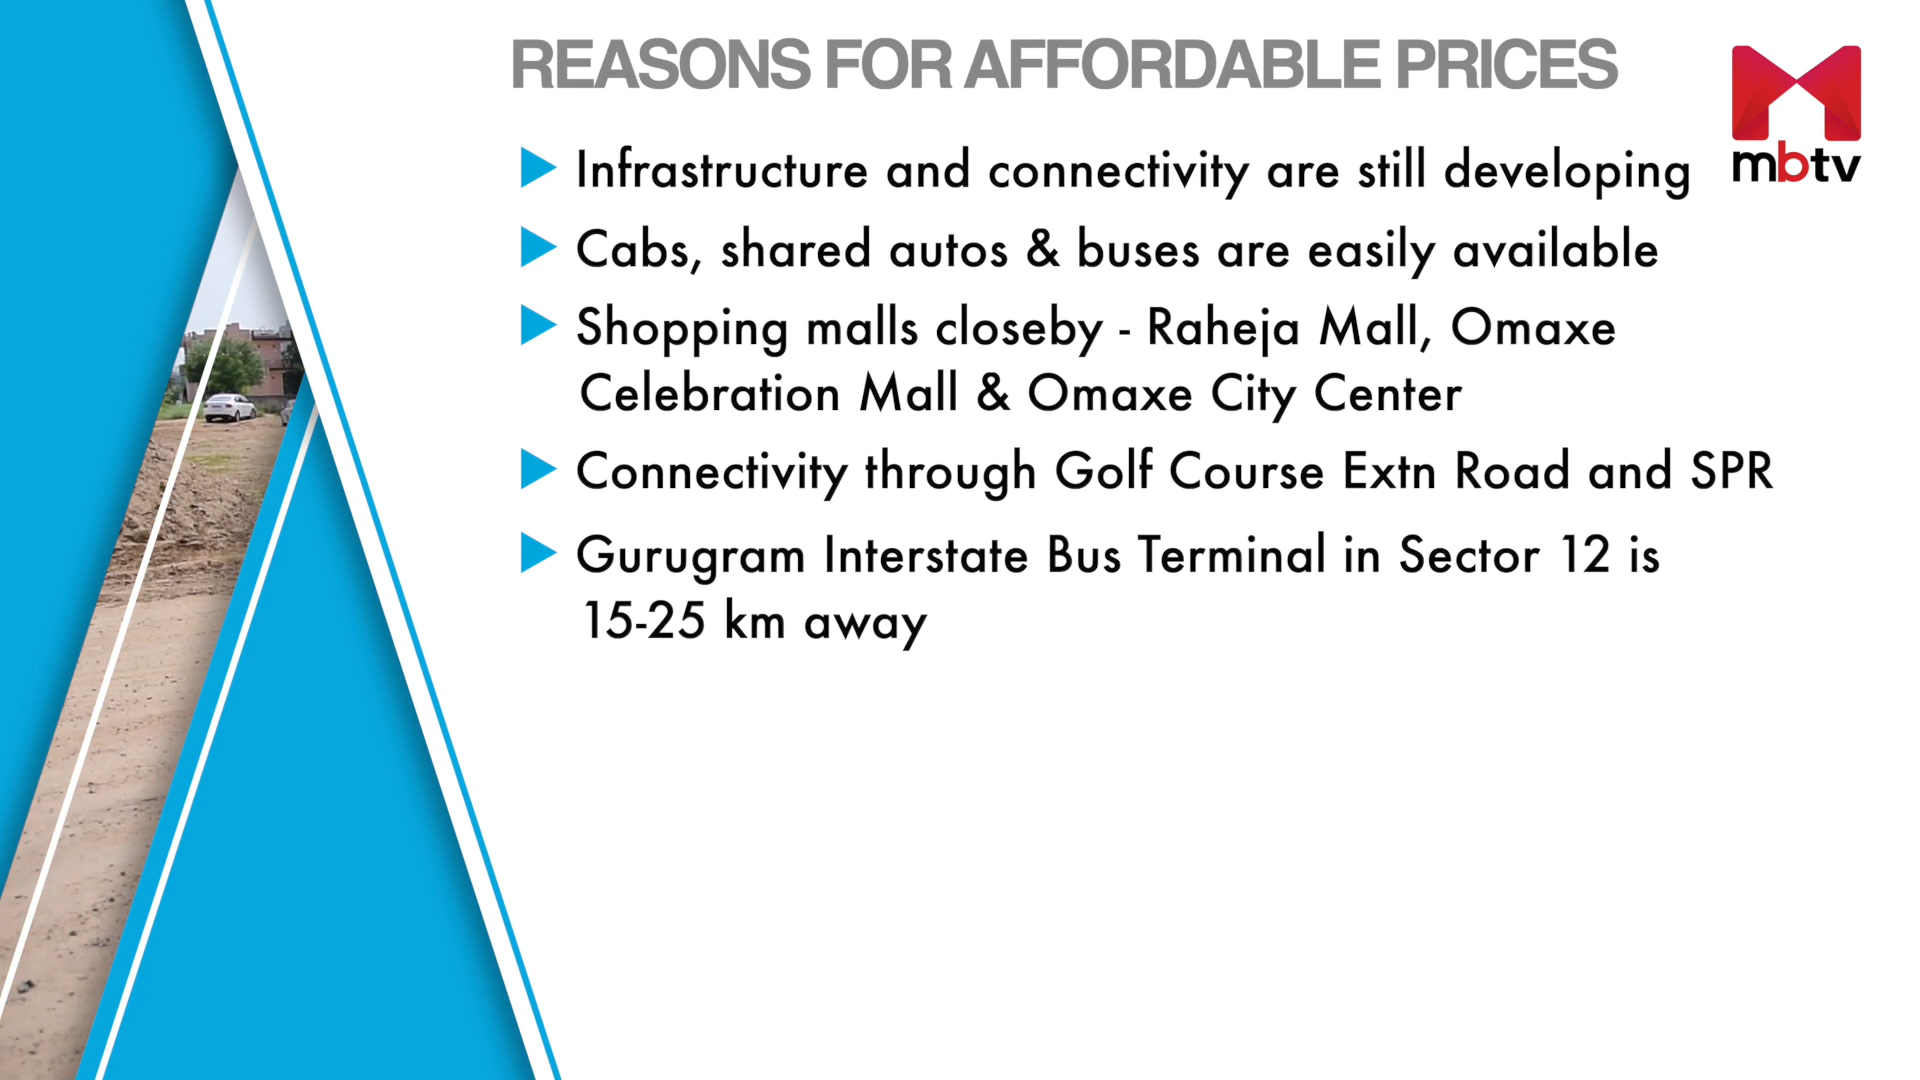 REASONS FOR AFFORDABLE PRICES
mbtv
Infrastructure and connectivity are still developing
Cabs, shared autos & buses are easily available
Shopping malls closeby - Raheja Mall, Omaxe
Celebration Mall & Omaxe City Center
Connectivity through Golf Course Extn Road and SPR
Gurugram Interstate Bus Terminal in Sector 12 is
15-25 km away